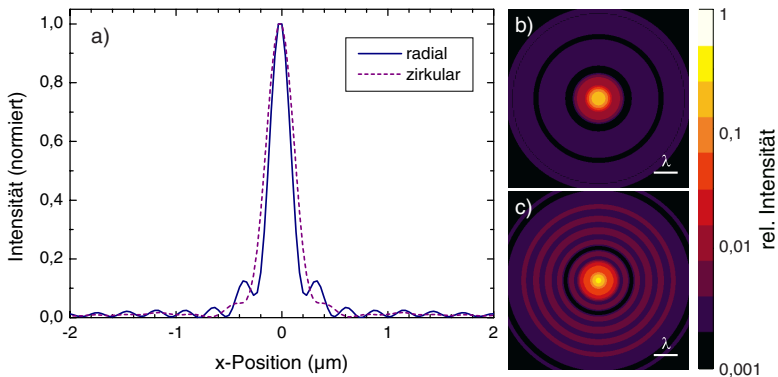 a)
radial
zirkular
Intensität (normiert)
1,0
0,8
0,6
0,4
0,2
0,0
-2
-1
0
1
2
x-Position (µm)
b)
λ
c)
λ
1
0,1
0,01
0,001
rel. Intensität